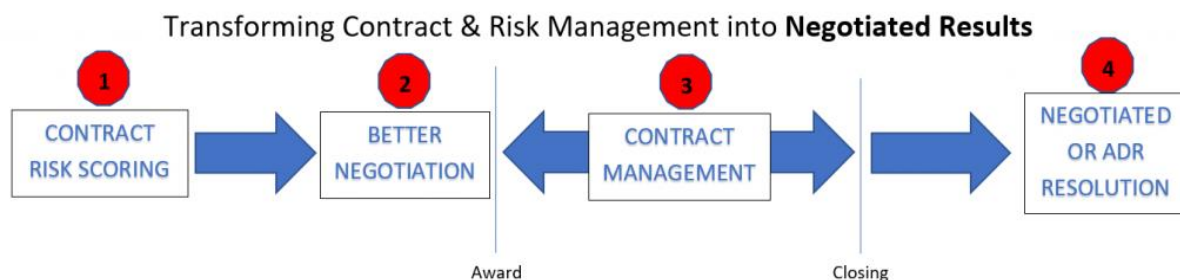 Transforming Contract & Risk Management into Negotiated Results
1
CONTRACT
RISK SCORING
2
BETTER
NEGOTIATION
3
CONTRACT
MANAGEMENT
4
NEGOTIATED
OR ADR
RESOLUTION
Award
Closing